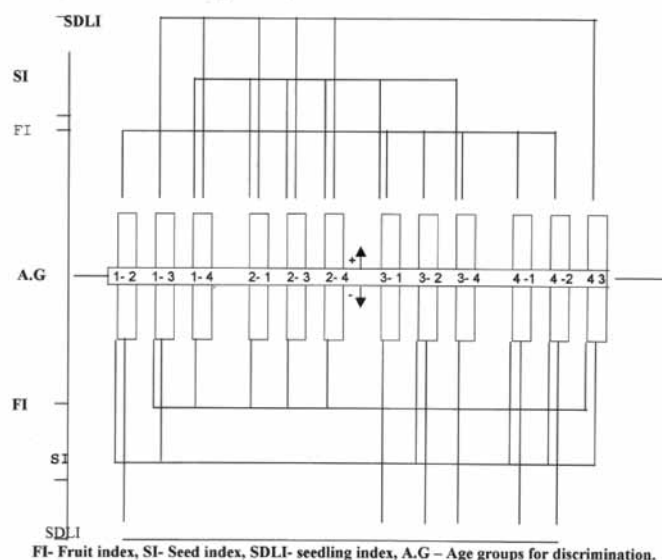 SDLI
SI
FI
+
A.G 1- 2 1- 3 1- 4 2- 1 2- 3 2- 4 3- 1 3- 2 3- 4 4 -1 4 -2 4 3
-
FI
SI
SDLI
FI- Fruit index, SI- Seed index, SDLI- seedling index, A.G – Age groups for discrimination.